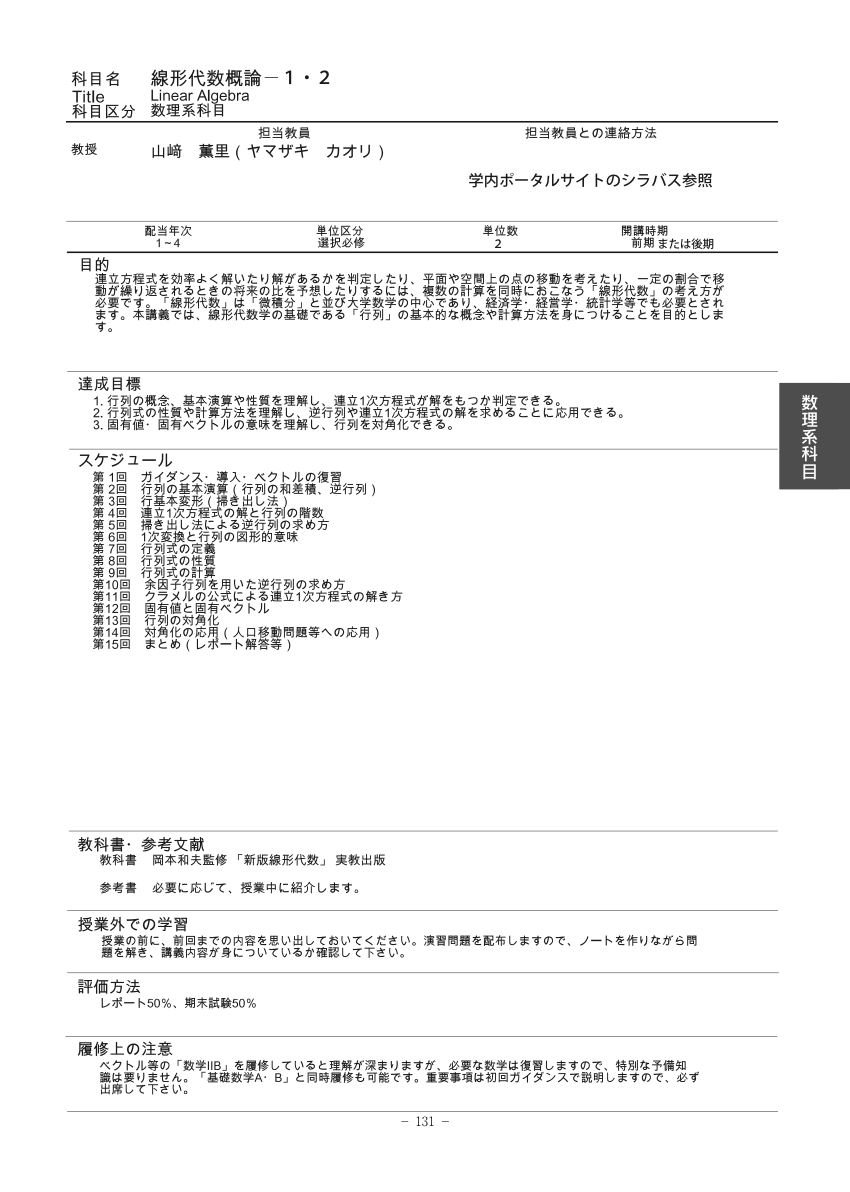 科目名 線形代数概論－１・２
Title Linear Algebra
科目区分 数理系科目
担当教員 担当教員との連絡方法
教授 山﨑 薫里 ( ヤマザキ カオリ )
学内ポータルサイトのシラバス参照
配当年次 単位区分 単位数 開講時期
1~4 選択必修 2 前期 または後期
目的
連立方程式を効率よく解いたり解があるかを判定したり、平面や空間上の点の移動を考えたり、一定の割合で移
動が繰り返されるときの将来の比を予想したりするには、複数の計算を同時におこなう「線形代数」の考え方が
必要です。「線形代数」は「微積分」と並び大学数学の中心であり、経済学・経営学・統計学等でも必要とされ
ます。本講義では、線形代数学の基礎である「行列」の基本的な概念や計算方法を身につけることを目的としま
す。
達成目標
1. 行列の概念、基本演算や性質を理解し、連立1次方程式が解をもつか判定できる。
2. 行列式の性質や計算方法を理解し、逆行列や連立1次方程式の解を求めることに応用できる。
3. 固有値・固有ベクトルの意味を理解し、行列を対角化できる。
数理系科目
スケジュール
第 1回 ガイダンス・導入・ベクトルの復習
第 2回 行列の基本演算 ( 行列の和差積、逆行列 )
第 3回 行基本変形 ( 掃き出し法 )
第 4回 連立1次方程式の解と行列の階数
第 5回 掃き出し法による逆行列の求め方
第 6回 1次変換と行列の図形的意味
第 7回 行列式の定義
第 8回 行列式の性質
第 9回 行列式の計算
第10回 余因子行列を用いた逆行列の求め方
第11回 クラメルの公式による連立1次方程式の解き方
第12回 固有値と固有ベクトル
第13回 行列の対角化
第14回 対角化の応用 ( 人口移動問題等への応用 )
第15回 まとめ ( レポート解答等 )
教科書・参考文献
教科書 岡本和夫監修 「新版線形代数」 実教出版
参考書 必要に応じて、授業中に紹介します。
授業外での学習
授業の前に、前回までの内容を思い出しておいてください。演習問題を配布しますので、ノートを作りながら問
題を解き、講義内容が身についているか確認して下さい。
評価方法
レポート50％、期末試験50％
履修上の注意
ベクトル等の「数学IIB」を履修していると理解が深まりますが、必要な数学は復習しますので、特別な予備知
識は要りません。「基礎数学A・B」と同時履修も可能です。重要事項は初回ガイダンスで説明しますので、必ず
出席して下さい。
－ 131 －